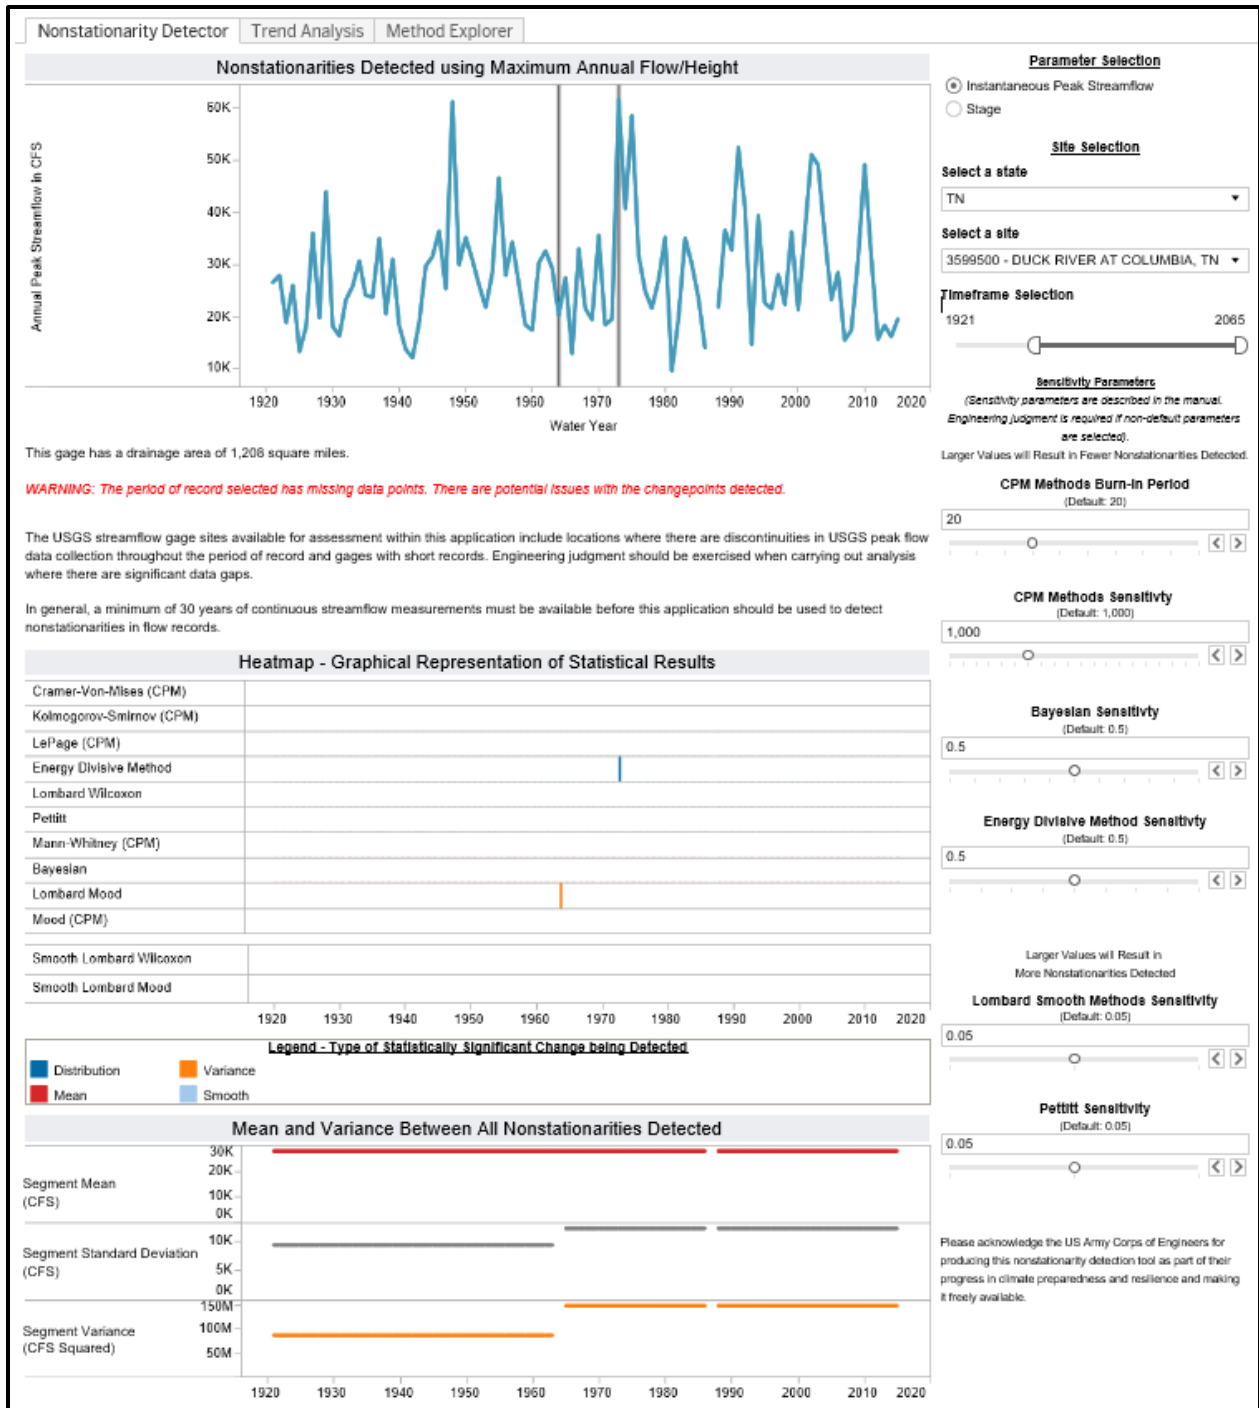 Nonstationarity Detector
Trend Analysis
Method Explorer
Nonstationarities Detected using Maximum Annual Flow/Height
Annual Peak Streamflow in CFS
60K
50K
40K
30K
20K
10K
1920 1930 1940 1950 1960 1970 1980 1990 2000 2010 2020
Water Year
This gage has a drainage area of 1,208 square miles.
WARNING: The period of record selected has missing data points. There are potential issues with the changepoints detected.
The USGS streamflow gage sites available for assessment within this application include locations where there are discontinuities in USGS peak flow
data collection throughout the period of record and gages with short records. Engineering judgment should be exercised when carrying out analysis
where there are significant data gaps.
In general, a minimum of 30 years of continuous streamflow measurements must be available before this application should be used to detect
nonstationarities in flow records.
Heatmap - Graphical Representation of Statistical Results
Cramer-Von-Mises (CPM)
Kolmogorov-Smirnov (CPM)
LePage (CPM)
Energy Divisive Method
Lombard Wilcoxon
Pettitt
Mann-Whitney (CPM)
Bayesian
Lombard Mood
Mood (CPM)
Smooth Lombard Wilcoxon
Smooth Lombard Mood
1920 1930 1940 1950 1960 1970 1980 1990 2000 2010 2020
Legend - Type of Statistically Significant Change being Detected
Distribution
Variance
Mean
Smooth
Mean and Variance Between All Nonstationarities Detected
Segment Mean
(CFS)
30K
20K
10K
0K
Segment Standard Deviation
(CFS)
10K
5K
0K
Segment Variance
(CFS Squared)
150M
100M
50M
1920 1930 1940 1950 1960 1970 1980 1990 2000 2010 2020
Parameter Selection
Instantaneous Peak Streamflow
Stage
Site Selection
Select a state
TN
Select a site
3599500 - DUCK RIVER AT COLUMBIA, TN
Timeframe Selection
1921 2065
Sensitivity Parameters
(Sensitivity parameters are described in the manual.
Engineering judgment is required if non-default parameters
are selected).
Larger Values will Result in Fewer Nonstationarities Detected.
CPM Methods Burn-In Period
(Default: 20)
20
CPM Methods Sensitivty
(Default: 1,000)
1,000
Bayesian Sensitivty
(Default: 0.5)
0.5
Energy Divisive Method Sensitivty
(Default: 0.5)
0.5
Larger Values will Result in
More Nonstationarities Detected
Lombard Smooth Methods Sensitivity
(Default: 0.05)
0.05
Pettitt Sensitivity
(Default: 0.05)
0.05
Please acknowledge the US Army Corps of Engineers for
producing this nonstationarity detection tool as part of their
progress in climate preparedness and resilience and making
it freely available.